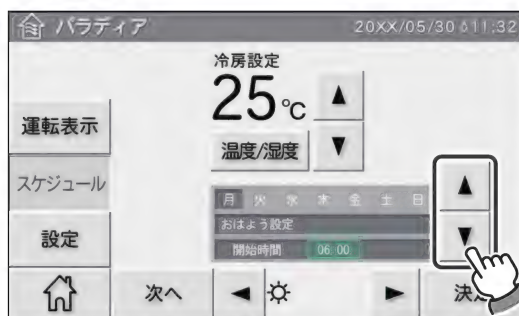 パラディア 20XX/05/30 11:32
冷房設定
25℃ ▲
運転表示
温度/湿度 ▼
スケジュール
月 火 水 木 金 土 日 ▲
おはよう設定
設定
開始時間 06:00 ▼
次へ ◀ ▶ 決定